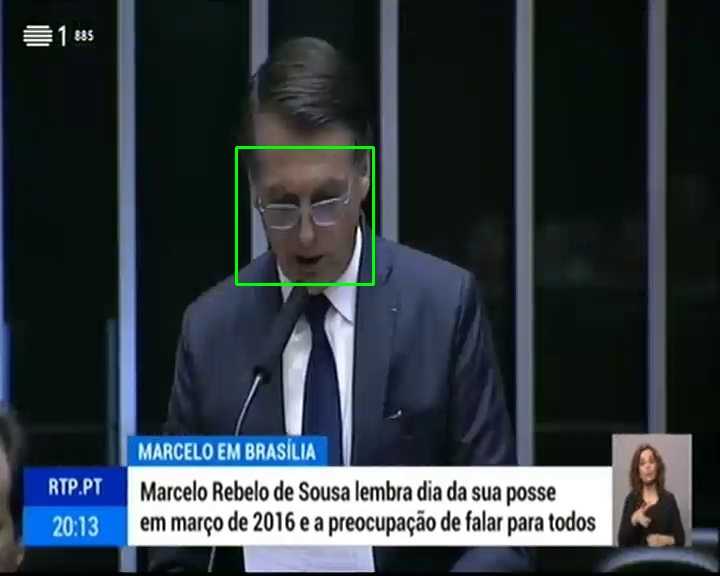 1 885
MARCELO EM BRASÍLIA
RTP.PT
Marcelo Rebelo de Sousa lembra dia da sua posse
20:13
em março de 2016 e a preocupação de falar para todos